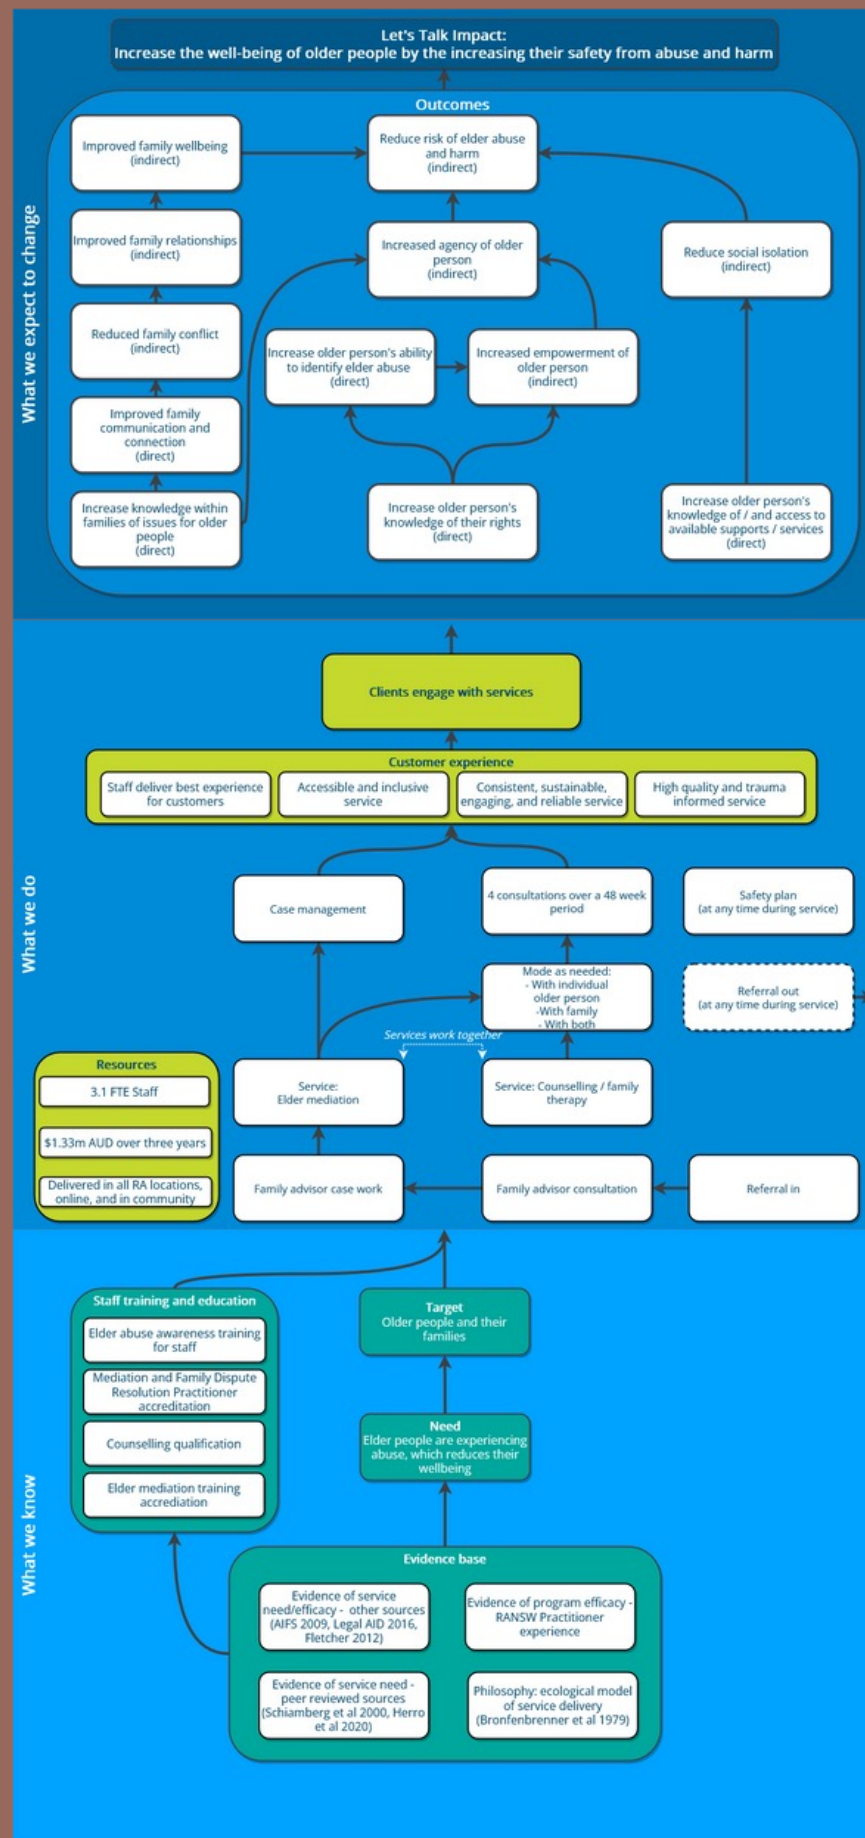 Let's Talk Impact:
Increase the well-being of older people by the increasing their safety from abuse and harm
What we expect to change
Outcomes
Improved family wellbeing
(indirect)
Reduce risk of elder abuse
and harm
(indirect)
Improved family relationships
(indirect)
Increased agency of older
person
(indirect)
Reduce social isolation
(indirect)
Reduced family conflict
(indirect)
Increase older person's ability
to identify elder abuse
(direct)
Increased empowerment of
older person
(indirect)
Improved family
communication and
connection
(direct)
Increase knowledge within
families of issues for older
people
(direct)
Increase older person's
knowledge of their rights
(direct)
Increase older person's
knowledge of / and access to
available supports / services
(direct)
What we do
Clients engage with services
Customer experience
Staff deliver best experience
for customers
Accessible and inclusive
service
Consistent, sustainable,
engaging, and reliable service
High quality and trauma
informed service
Case management
4 consultations over a 48 week
period
Safety plan
(at any time during service)
Mode as needed:
- With individual
older person
-With family
- With both
Referral out
(at any time during service)
Services work together
Resources
3.1 FTE Staff
$1.33m AUD over three years
Delivered in all RA locations,
online, and in community
Service:
Elder mediation
Service: Counselling / family
therapy
Family advisor case work
Family advisor consultation
Referral in
What we know
Staff training and education
Elder abuse awareness training
for staff
Mediation and Family Dispute
Resolution Practitioner
accreditation
Counselling qualification
Elder mediation training
accrediation
Target
Older people and their
families
Need
Elder people are experiencing
abuse, which reduces their
wellbeing
Evidence base
Evidence of service
need/efficacy - other sources
(AIFS 2009, Legal AID 2016,
Fletcher 2012)
Evidence of program efficacy -
RANSW Practitioner
experience
Evidence of service need -
peer reviewed sources
(Schiamberg et al 2000, Herro
et al 2020)
Philosophy: ecological model
of service delivery
(Bronfenbrenner et al 1979)